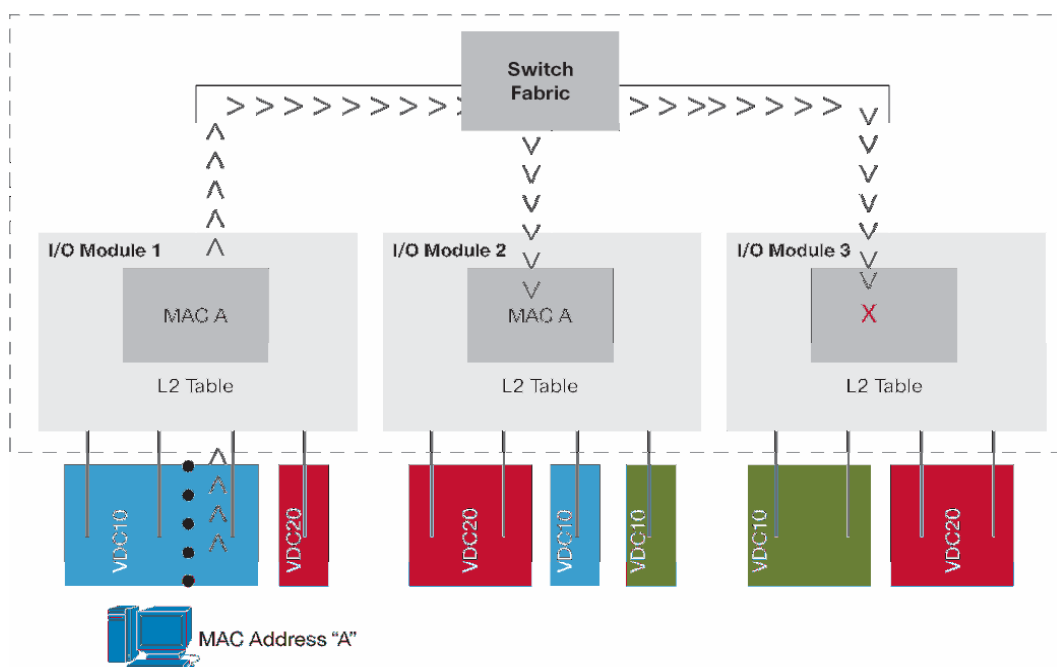 Switch
Fabric
I/O Module 1
MAC A
L2 Table
I/O Module 2
MAC A
L2 Table
I/O Module 3
X
L2 Table
VDC10
VDC20
VDC20
VDC10
VDC10
VDC10
VDC20
MAC Address “A”